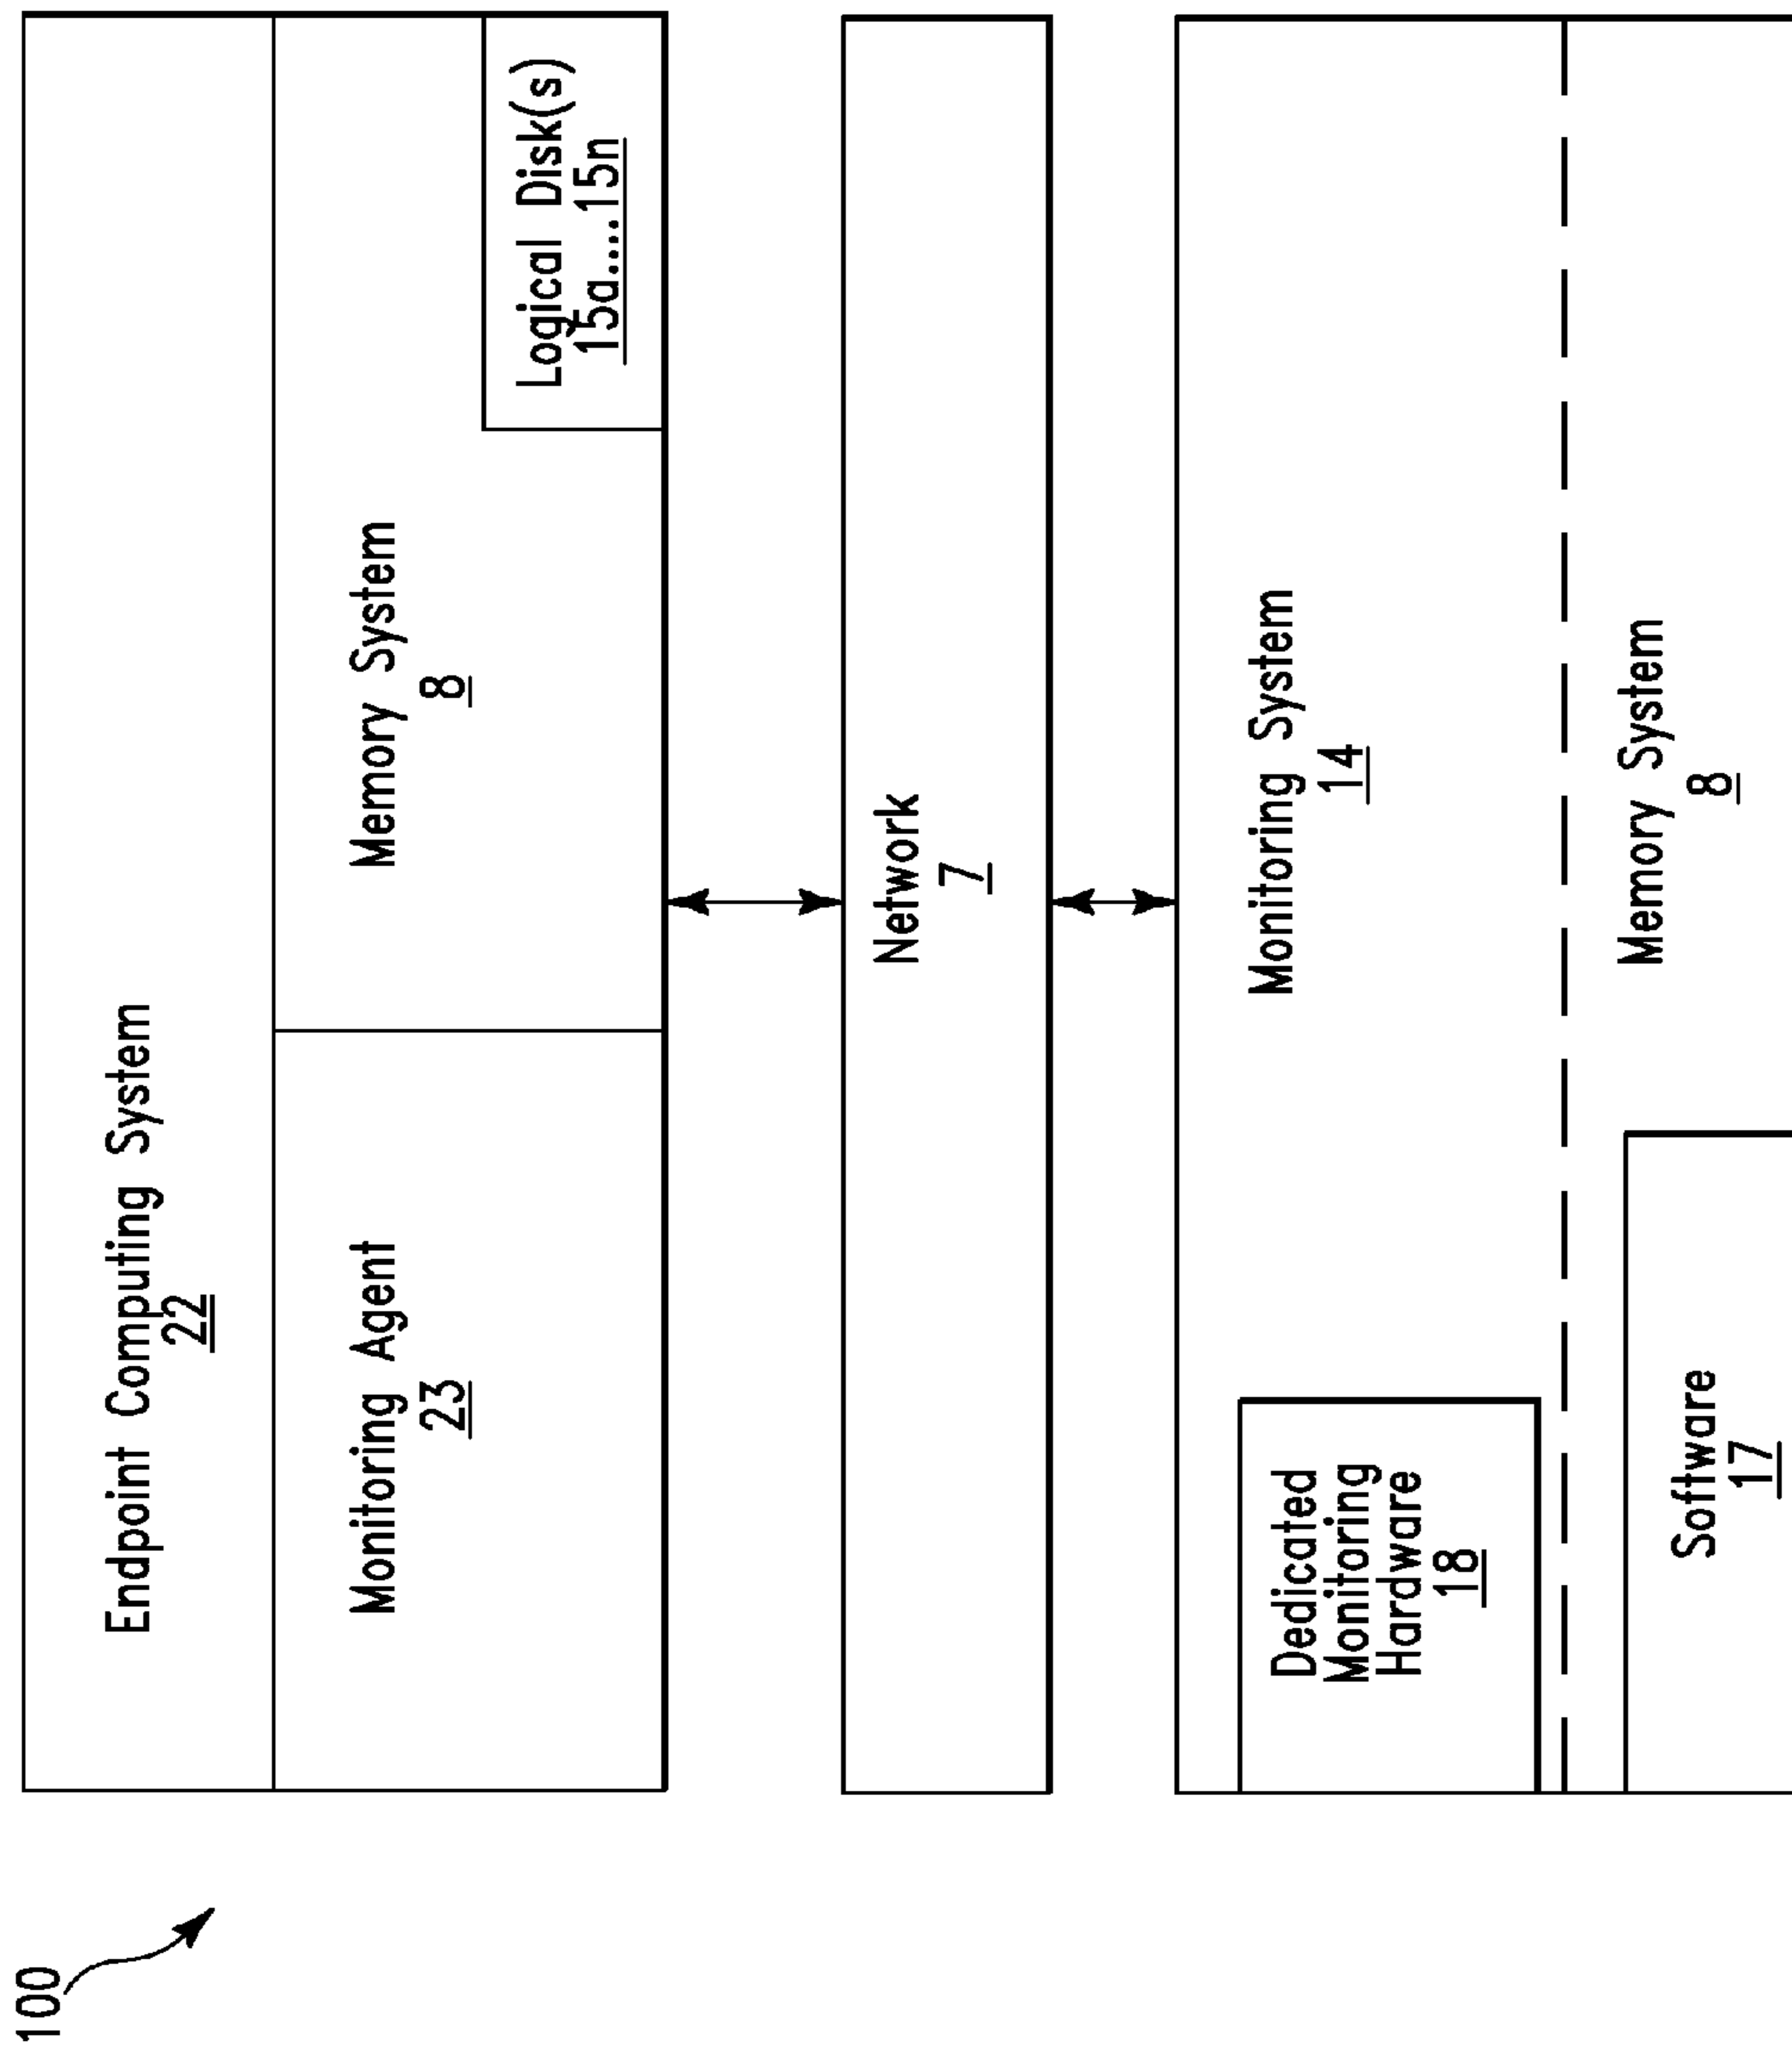 100
Endpoint Computing System
22
Monitoring Agent
23
Memory System
8
Logical Disk(s)
15a....15n
Network
7
Monitoring System
14
Dedicated
Monitoring
Hardware
18
Memory System
8
Software
17